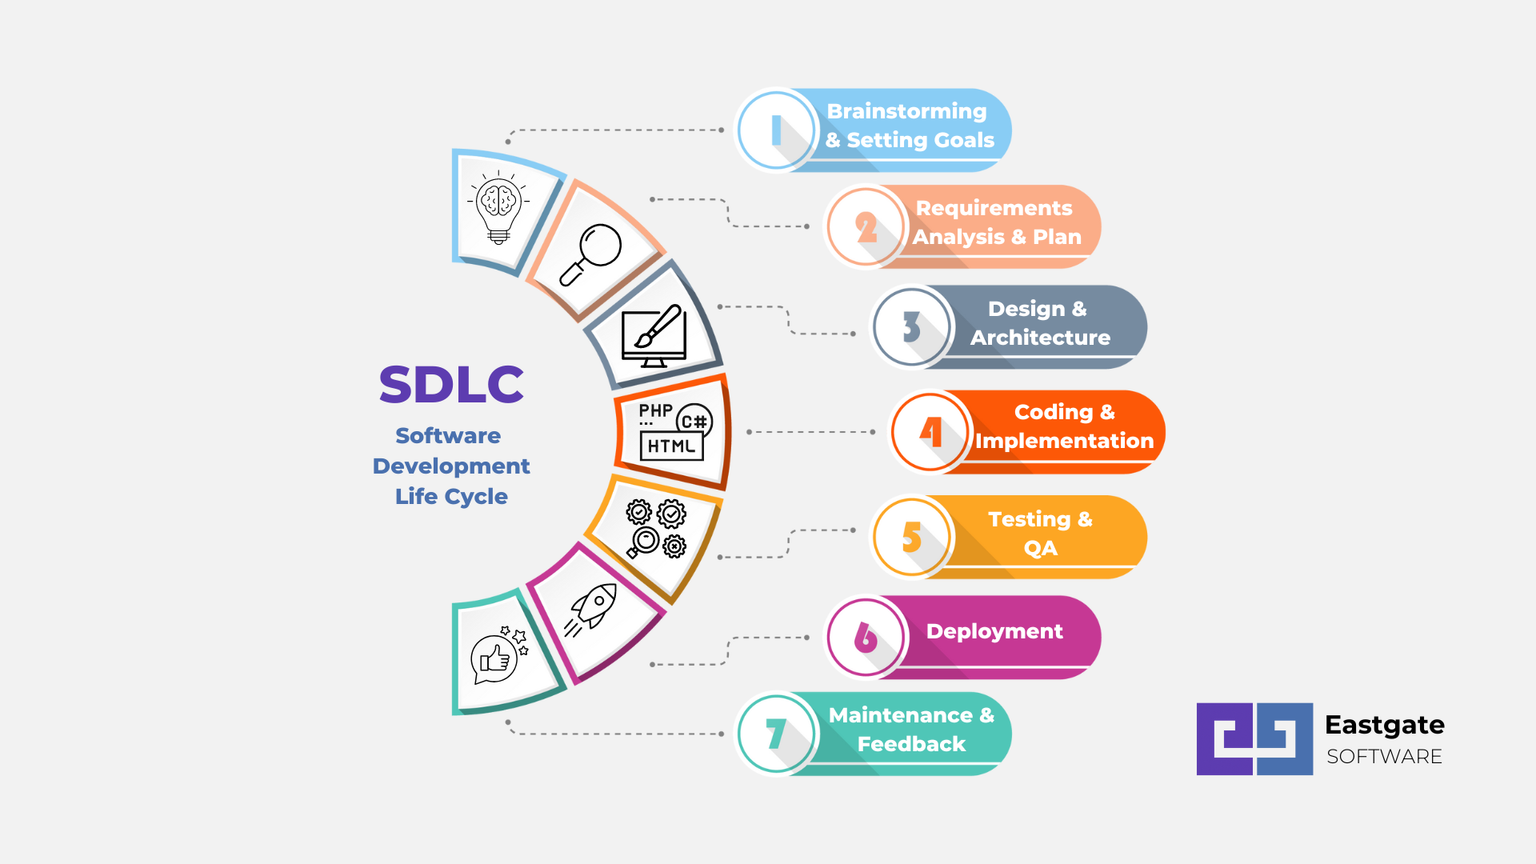 1
Brainstorming
& Setting Goals
2
Requirements
Analysis & Plan
3
Design &
Architecture
SDLC
Software
Development
Life Cycle
PHP
...
C#
HTML
4
Coding &
Implementation
5
Testing &
QA
6
Deployment
7
Maintenance &
Feedback
Eastgate
SOFTWARE